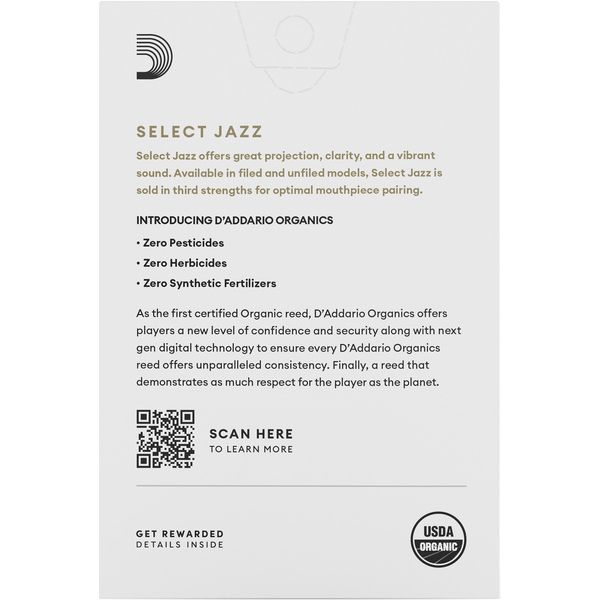 SELECT JAZZ
Select Jazz offers great projection, clarity, and a vibrant
sound. Available in filed and unfiled models, Select Jazz is
sold in third strengths for optimal mouthpiece pairing.
INTRODUCING D'ADDARIO ORGANICS
• Zero Pesticides
• Zero Herbicides
• Zero Synthetic Fertilizers
As the first certified Organic reed, D'Addario Organics offers
players a new level of confidence and security along with next
gen digital technology to ensure every D'Addario Organics
reed offers unparalleled consistency. Finally, a reed that
demonstrates as much respect for the player as the planet.
SCAN HERE
TO LEARN MORE
GET REWARDED
DETAILS INSIDE
USDA
ORGANIC